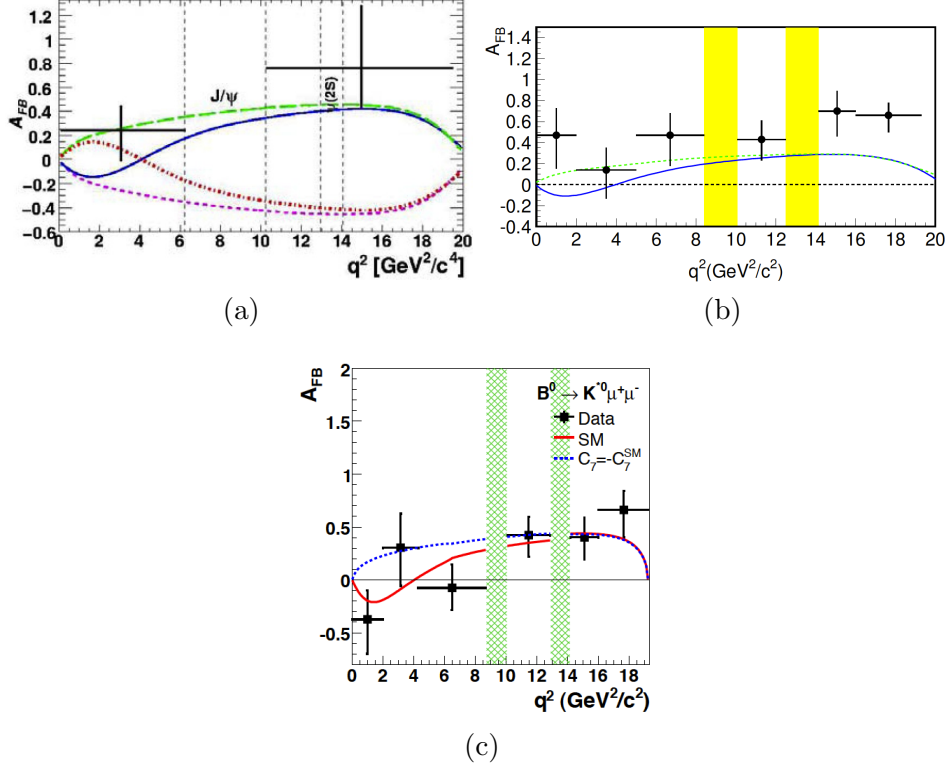 1.2
1
0.8
0.6
0.4
0.2
0
−0.2
−0.4
−0.6
A_FB
J/ψ
(2S)
0 2 4 6 8 10 12 14 16 18 20
q² [GeV²/c⁴]
(a)
A_FB
1.4
1.2
1
0.8
0.6
0.4
0.2
0
-0.2
-0.4
0 2 4 6 8 10 12 14 16 18 20
q²(GeV²/c²)
(b)
A_FB
2
1.5
1
0.5
0
-0.5
B⁰ → K*⁰μ⁺μ⁻
Data
SM
C₇=-C₇^SM
0 2 4 6 8 10 12 14 16 18
q² (GeV²/c²)
(c)